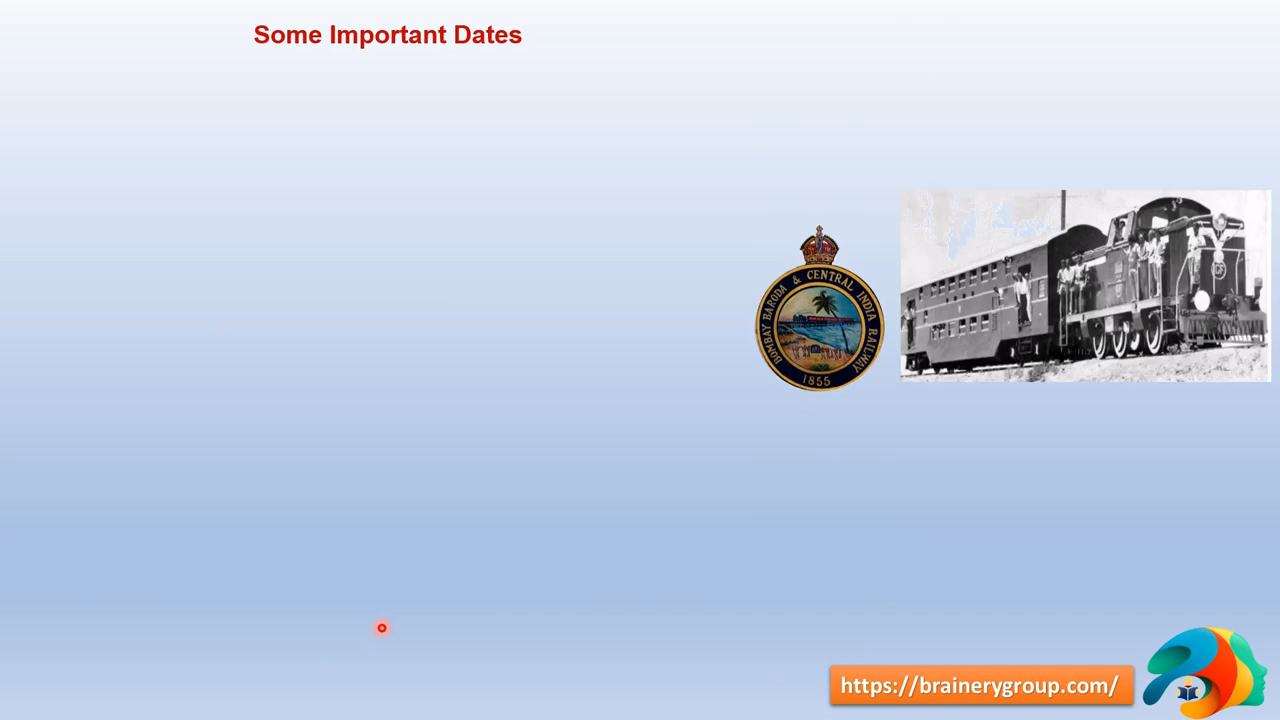 Some Important Dates
BOMBAY BARODA & CENTRAL INDIA RAILWAY
1855
https://brainerygroup.com/